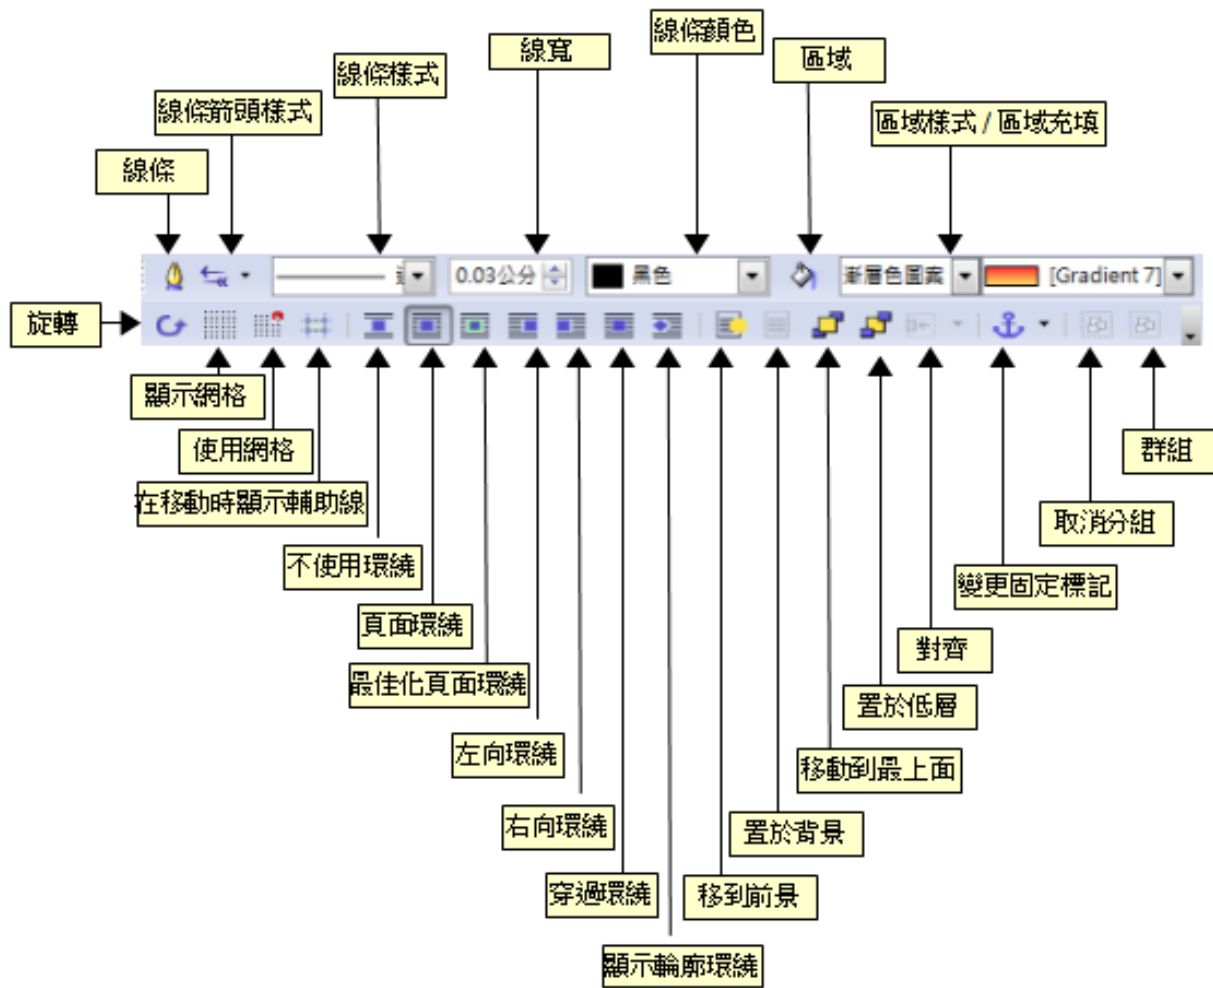 線條顏色
線寬
區域
線條樣式
線條箭頭樣式
區域樣式 / 區域充填
線條
0.03公分
黑色
漸層色圖案
[Gradient 7]
旋轉
顯示網格
使用網格
群組
在移動時顯示輔助線
取消分組
不使用環繞
變更固定標記
頁面環繞
對齊
最佳化頁面環繞
置於低層
左向環繞
移動到最上面
右向環繞
置於背景
穿過環繞
移到前景
顯示輪廓環繞